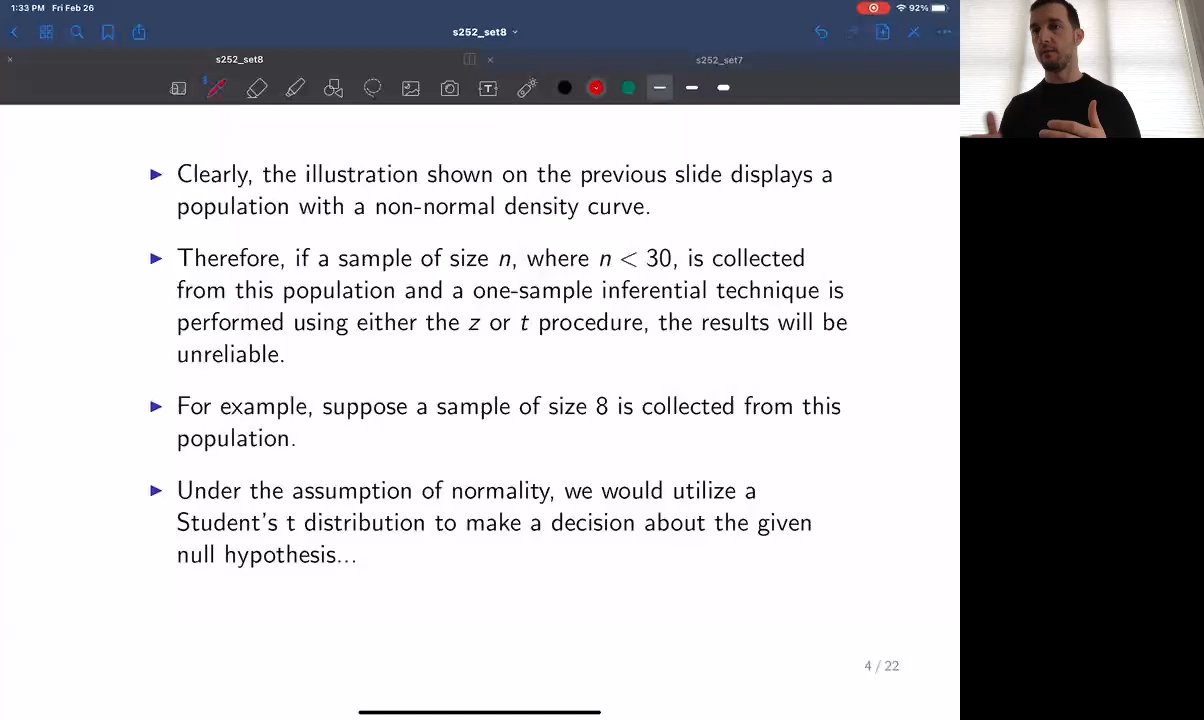 1:33 PM Fri Feb 26
92%
s252_set8
s252_set8
s252_set7
T
Clearly, the illustration shown on the previous slide displays a
population with a non-normal density curve.
Therefore, if a sample of size n, where n < 30, is collected
from this population and a one-sample inferential technique is
performed using either the z or t procedure, the results will be
unreliable.
For example, suppose a sample of size 8 is collected from this
population.
Under the assumption of normality, we would utilize a
Student's t distribution to make a decision about the given
null hypothesis...
4 / 22